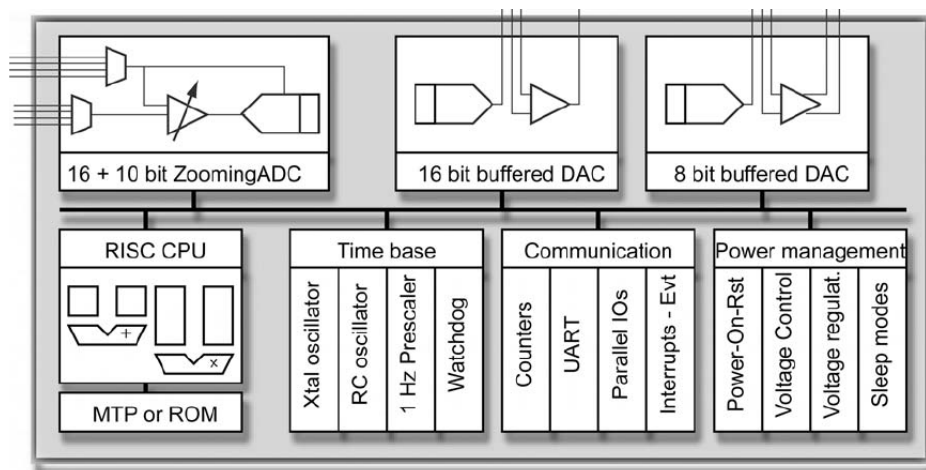 16 + 10 bit ZoomingADC
16 bit buffered DAC
8 bit buffered DAC
RISC CPU
+
x
MTP or ROM
Time base
Xtal oscillator
RC oscillator
1 Hz Prescaler
Watchdog
Communication
Counters
UART
Parallel IOs
Interrupts - Evt
Power management
Power-On-Rst
Voltage Control
Voltage regulat.
Sleep modes